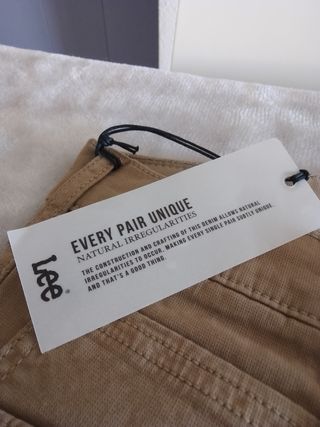 Lee®
EVERY PAIR UNIQUE
NATURAL IRREGULARITIES
THE CONSTRUCTION AND CRAFTING OF THIS DENIM ALLOWS NATURAL
IRREGULARITIES TO OCCUR, MAKING EVERY SINGLE PAIR SUBTLY UNIQUE.
AND THAT'S A GOOD THING.